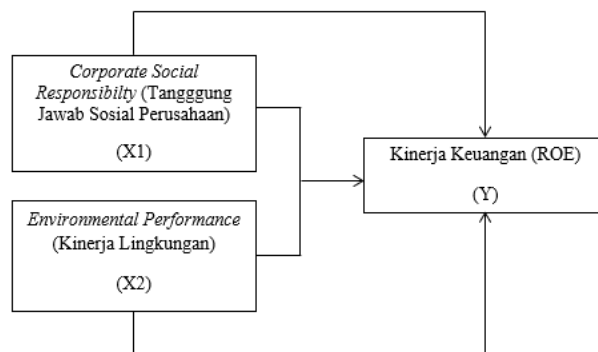 Corporate Social
Responsibilty (Tangggung
Jawab Sosial Perusahaan)
(X1)
Kinerja Keuangan (ROE)
(Y)
Environmental Performance
(Kinerja Lingkungan)
(X2)